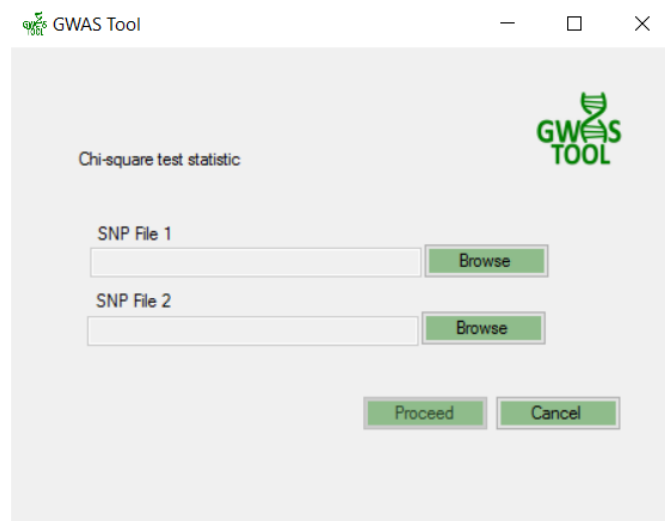 GWAS Tool
GWAS
TOOL
Chi-square test statistic
SNP File 1
Browse
SNP File 2
Browse
Proceed
Cancel